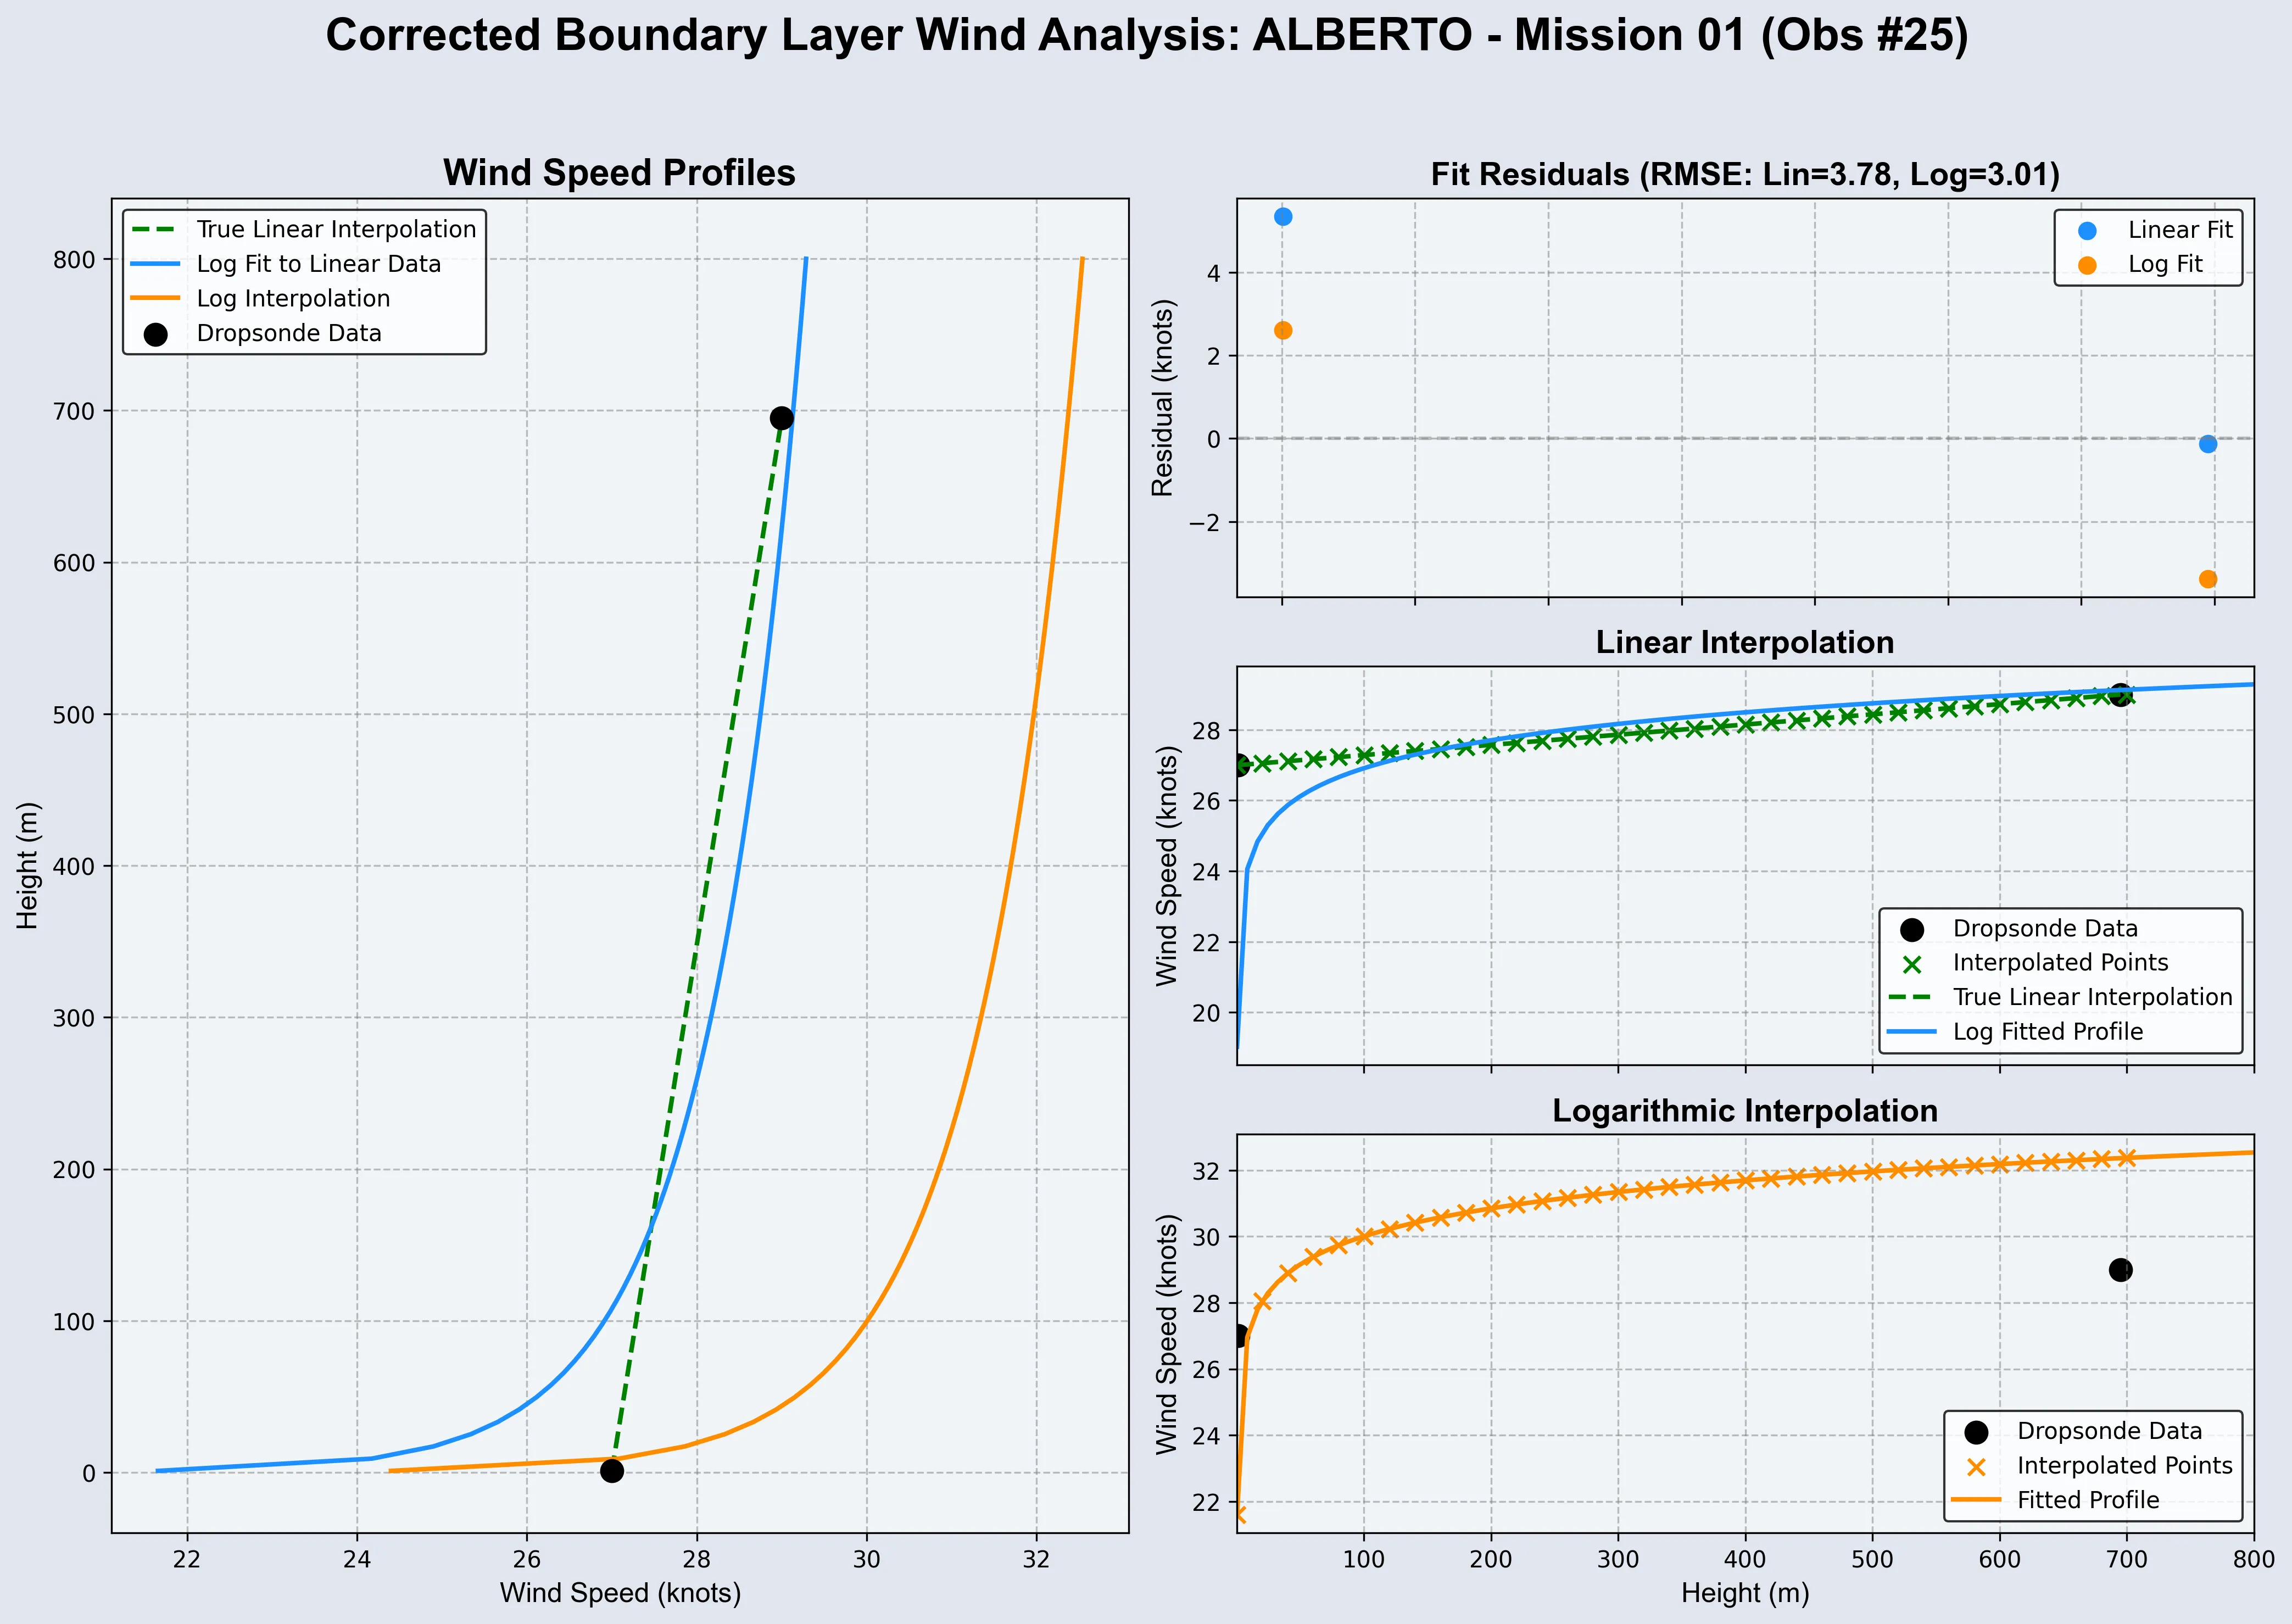 Corrected Boundary Layer Wind Analysis: ALBERTO - Mission 01 (Obs #25)
Wind Speed Profiles
True Linear Interpolation
Log Fit to Linear Data
Log Interpolation
Dropsonde Data
800
700
600
500
400
300
200
100
0
Height (m)
22 24 26 28 30 32
Wind Speed (knots)
Fit Residuals (RMSE: Lin=3.78, Log=3.01)
Linear Fit
Log Fit
4
2
0
−2
Residual (knots)
Linear Interpolation
28
26
24
22
20
Wind Speed (knots)
Dropsonde Data
Interpolated Points
True Linear Interpolation
Log Fitted Profile
Logarithmic Interpolation
32
30
28
26
24
22
Wind Speed (knots)
Dropsonde Data
Interpolated Points
Fitted Profile
100 200 300 400 500 600 700 800
Height (m)